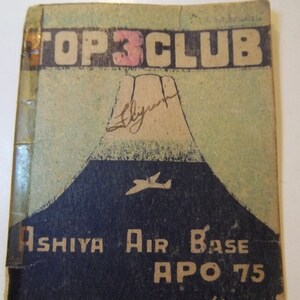 TOP 3 CLUB
ASHIYA AIR BASE
APO 75